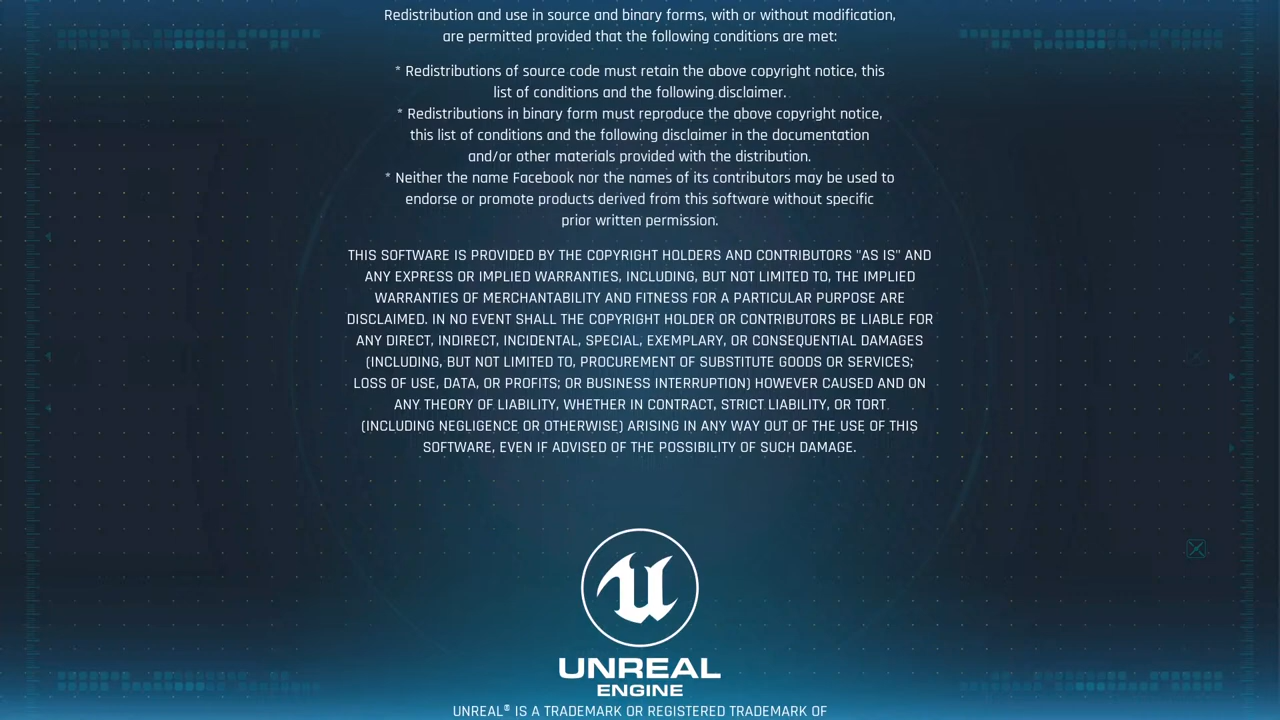 Redistribution and use in source and binary forms, with or without modification,
are permitted provided that the following conditions are met:
* Redistributions of source code must retain the above copyright notice, this
list of conditions and the following disclaimer.
* Redistributions in binary form must reproduce the above copyright notice,
this list of conditions and the following disclaimer in the documentation
and/or other materials provided with the distribution.
* Neither the name Facebook nor the names of its contributors may be used to
endorse or promote products derived from this software without specific
prior written permission.
THIS SOFTWARE IS PROVIDED BY THE COPYRIGHT HOLDERS AND CONTRIBUTORS "AS IS" AND
ANY EXPRESS OR IMPLIED WARRANTIES, INCLUDING, BUT NOT LIMITED TO, THE IMPLIED
WARRANTIES OF MERCHANTABILITY AND FITNESS FOR A PARTICULAR PURPOSE ARE
DISCLAIMED. IN NO EVENT SHALL THE COPYRIGHT HOLDER OR CONTRIBUTORS BE LIABLE FOR
ANY DIRECT, INDIRECT, INCIDENTAL, SPECIAL, EXEMPLARY, OR CONSEQUENTIAL DAMAGES
(INCLUDING, BUT NOT LIMITED TO, PROCUREMENT OF SUBSTITUTE GOODS OR SERVICES;
LOSS OF USE, DATA, OR PROFITS; OR BUSINESS INTERRUPTION) HOWEVER CAUSED AND ON
ANY THEORY OF LIABILITY, WHETHER IN CONTRACT, STRICT LIABILITY, OR TORT
(INCLUDING NEGLIGENCE OR OTHERWISE) ARISING IN ANY WAY OUT OF THE USE OF THIS
SOFTWARE, EVEN IF ADVISED OF THE POSSIBILITY OF SUCH DAMAGE.
UNREAL
ENGINE
UNREAL® IS A TRADEMARK OR REGISTERED TRADEMARK OF